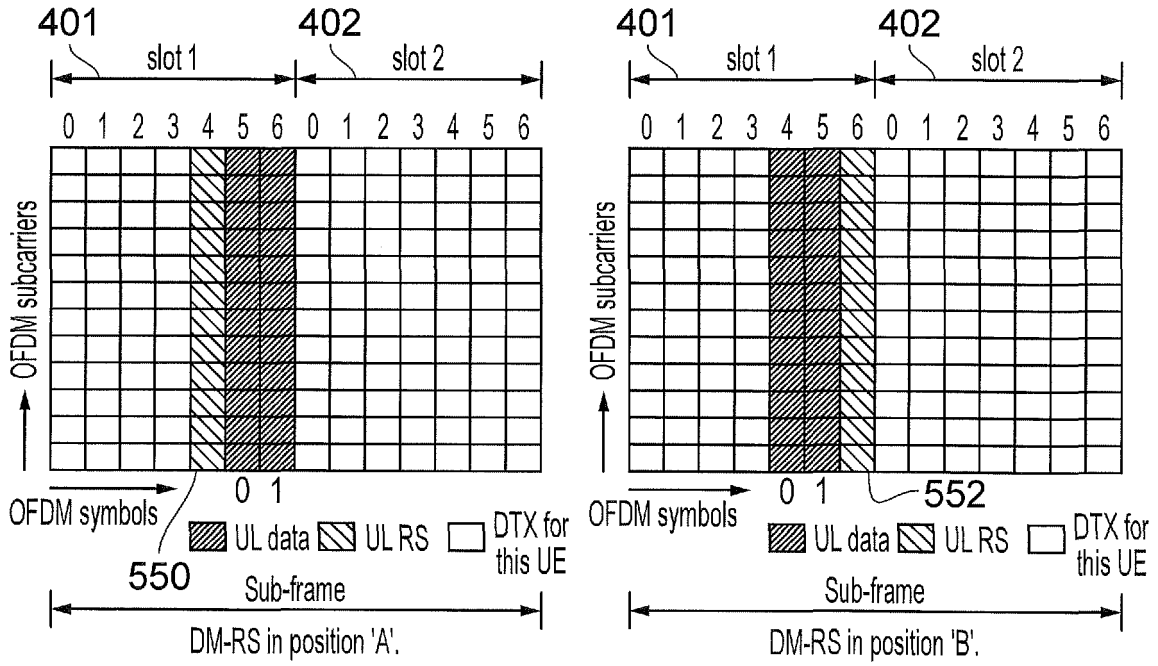 401 402 401 402
slot 1 slot 2 slot 1 slot 2
0 1 2 3 4 5 6 0 1 2 3 4 5 6 0 1 2 3 4 5 6 0 1 2 3 4 5 6
OFDM subcarriers
OFDM subcarriers
0 1 0 1 552
OFDM symbols OFDM symbols
UL data UL RS DTX for this UE
UL data UL RS DTX for this UE
550
Sub-frame Sub-frame
DM-RS in position 'A'. DM-RS in position 'B'.